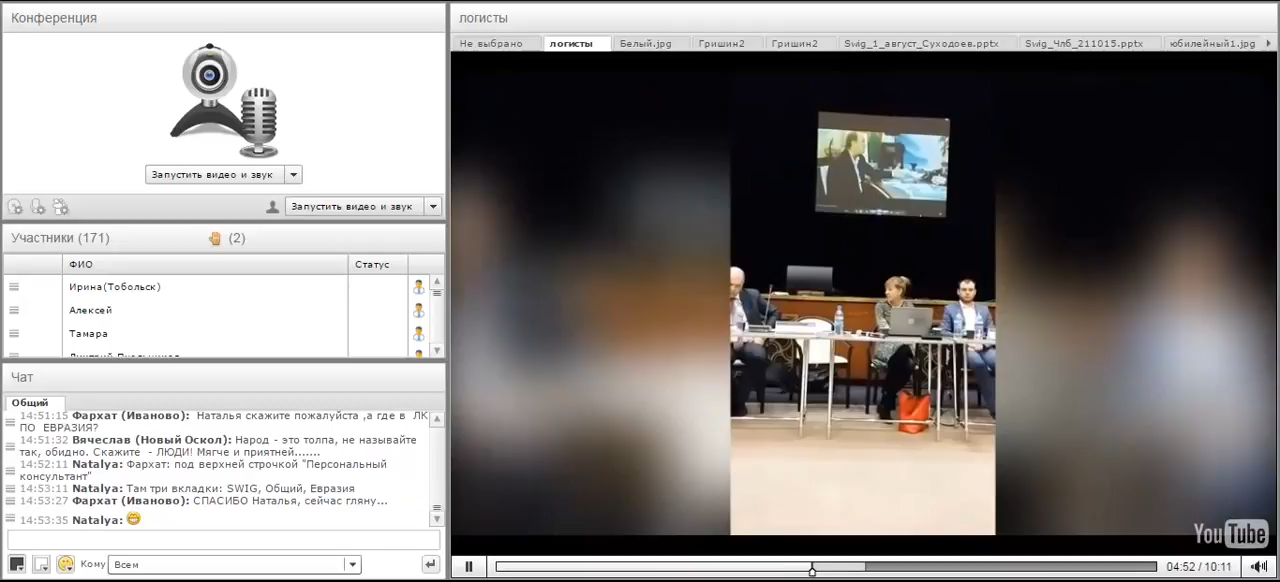 Конференция
Запустить видео и звук
Запустить видео и звук
Участники (171) (2)
ФИО Статус
Ирина(Тобольск)
Алексей
Тамара
Чат
Общий
14:51:15 Фархат (Иваново): Наталья скажите пожалуйста ,а где в ЛК
ПО ЕВРАЗИЯ?
14:51:32 Вячеслав (Новый Оскол): Народ - это толпа, не называйте
так, обидно. Скажите - ЛЮДИ! Мягче и приятней.......
14:52:11 Natalya: Фархат: под верхней строчкой "Персональный
консультант"
14:53:11 Natalya: Там три вкладки: SWIG, Общий, Евразия
14:53:27 Фархат (Иваново): СПАСИБО Наталья, сейчас гляну...
14:53:35 Natalya:
Кому Всем
логисты
Не выбрано логисты Белый.jpg Гришин2 Гришин2 Swig_1_август_Суходоев.pptx Swig_Члб_211015.pptx юбилейный1.jpg
YouTube
04:52 / 10:11